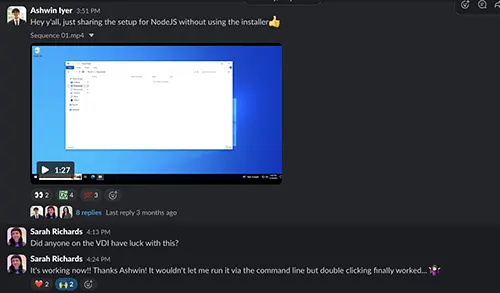 Ashwin Iyer 3:51 PM
Hey y'all, just sharing the setup for NodeJS without using the installer👍
Sequence 01.mp4
1:27
👀 2 4 💯 3
8 replies Last reply 3 months ago
Sarah Richards 4:13 PM
Did anyone on the VDI have luck with this?
Sarah Richards 4:24 PM
It's working now!! Thanks Ashwin! It wouldn't let me run it via the command line but double clicking finally worked... 🤷🏾‍♀️
❤️ 2 🙌 2